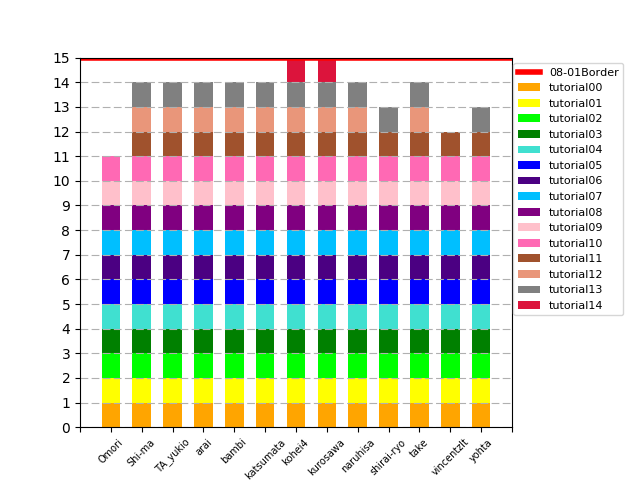 15
14
13
12
11
10
9
8
7
6
5
4
3
2
1
0
Omori
Shi-ma
TA_yukio
arai
bambi
katsumata
kohei4
kurosawa
naruhisa
shirai-ryo
take
vincentzlt
yohta
08-01Border
tutorial00
tutorial01
tutorial02
tutorial03
tutorial04
tutorial05
tutorial06
tutorial07
tutorial08
tutorial09
tutorial10
tutorial11
tutorial12
tutorial13
tutorial14